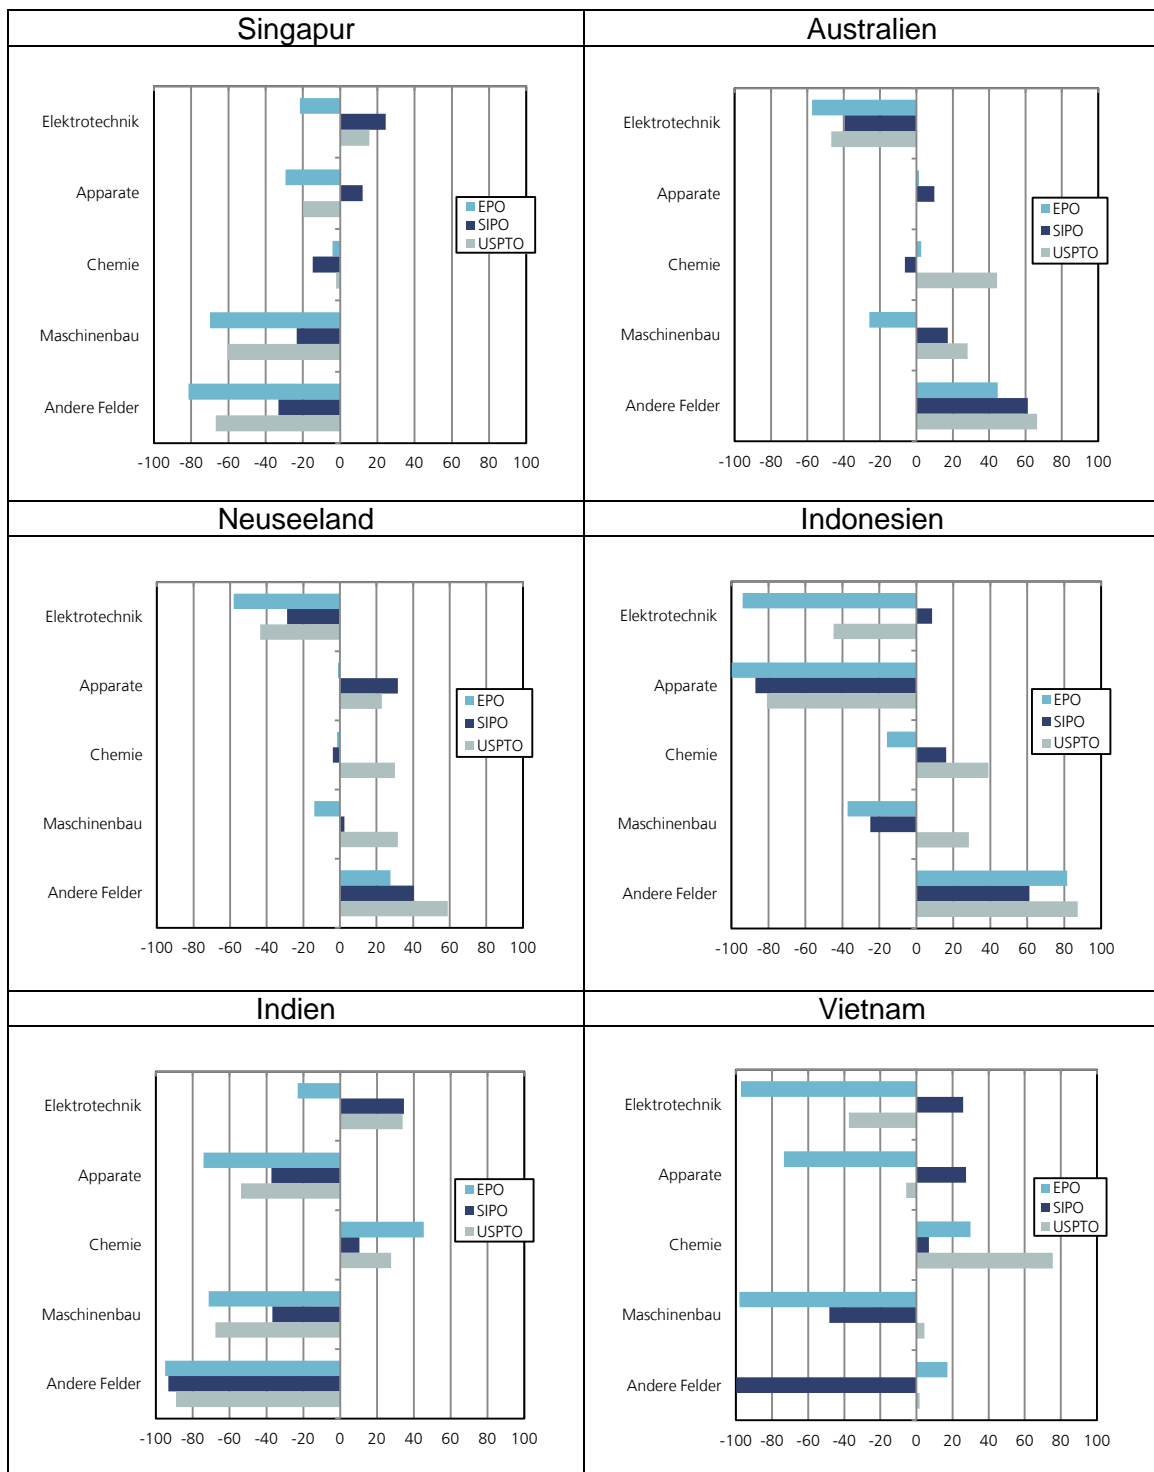 Singapur
Australien
Elektrotechnik
Apparate
Chemie
Maschinenbau
Andere Felder
EPO
SIPO
USPTO
-100 -80 -60 -40 -20 0 20 40 60 80 100
Elektrotechnik
Apparate
Chemie
Maschinenbau
Andere Felder
EPO
SIPO
USPTO
-100 -80 -60 -40 -20 0 20 40 60 80 100
Neuseeland
Indonesien
Elektrotechnik
Apparate
Chemie
Maschinenbau
Andere Felder
EPO
SIPO
USPTO
-100 -80 -60 -40 -20 0 20 40 60 80 100
Elektrotechnik
Apparate
Chemie
Maschinenbau
Andere Felder
EPO
SIPO
USPTO
-100 -80 -60 -40 -20 0 20 40 60 80 100
Indien
Vietnam
Elektrotechnik
Apparate
Chemie
Maschinenbau
Andere Felder
EPO
SIPO
USPTO
-100 -80 -60 -40 -20 0 20 40 60 80 100
Elektrotechnik
Apparate
Chemie
Maschinenbau
Andere Felder
EPO
SIPO
USPTO
-100 -80 -60 -40 -20 0 20 40 60 80 100